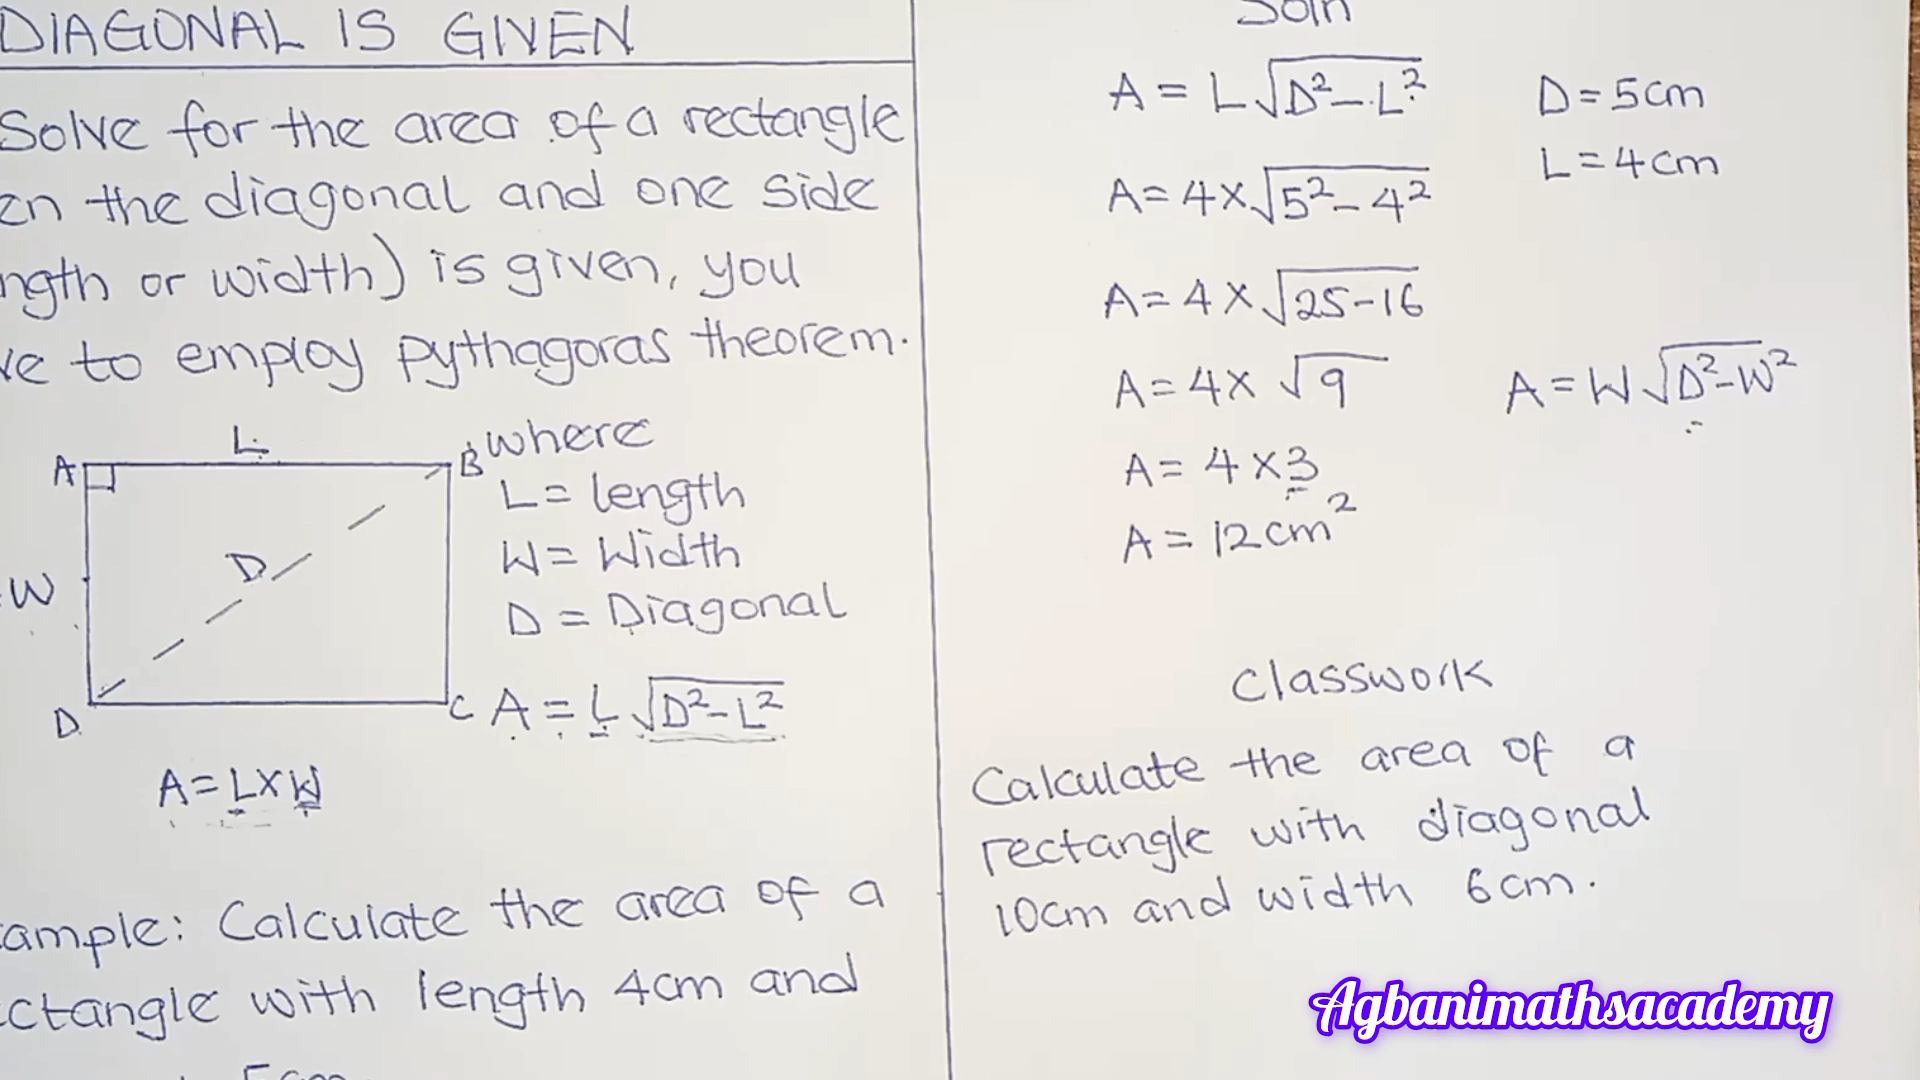 DIAGONAL IS GIVEN
Solve for the area of a rectangle
en the diagonal and one side
ngth or width) is given, you
ve to employ pythagoras theorem.
L
A
B
W
D
D
C
where
L = length
W = Width
D = Diagonal
A = L√D²-L²
A = L×W
ample: Calculate the area of a
ctangle with length 4cm and
5cm.
Soln
A = L√D²-L²
D = 5cm
L = 4cm
A = 4×√5²-4²
A = 4×√25-16
A = 4×√9
A = W√D²-W²
A = 4×3
A = 12cm²
Classwork
Calculate the area of a
rectangle with diagonal
10cm and width 6cm.
Agbanimathsacademy